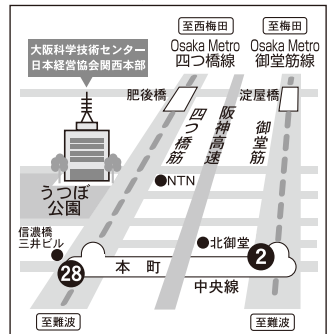 至西梅田
至梅田
Osaka Metro
四つ橋線
Osaka Metro
御堂筋線
大阪科学技術センター
日本経営協会関西本部
肥後橋
淀屋橋
四つ橋筋
阪神高速
御堂筋
うつぼ
公園
NTN
信濃橋
三井ビル
北御堂
2
28
本町
中央線
至難波
至難波